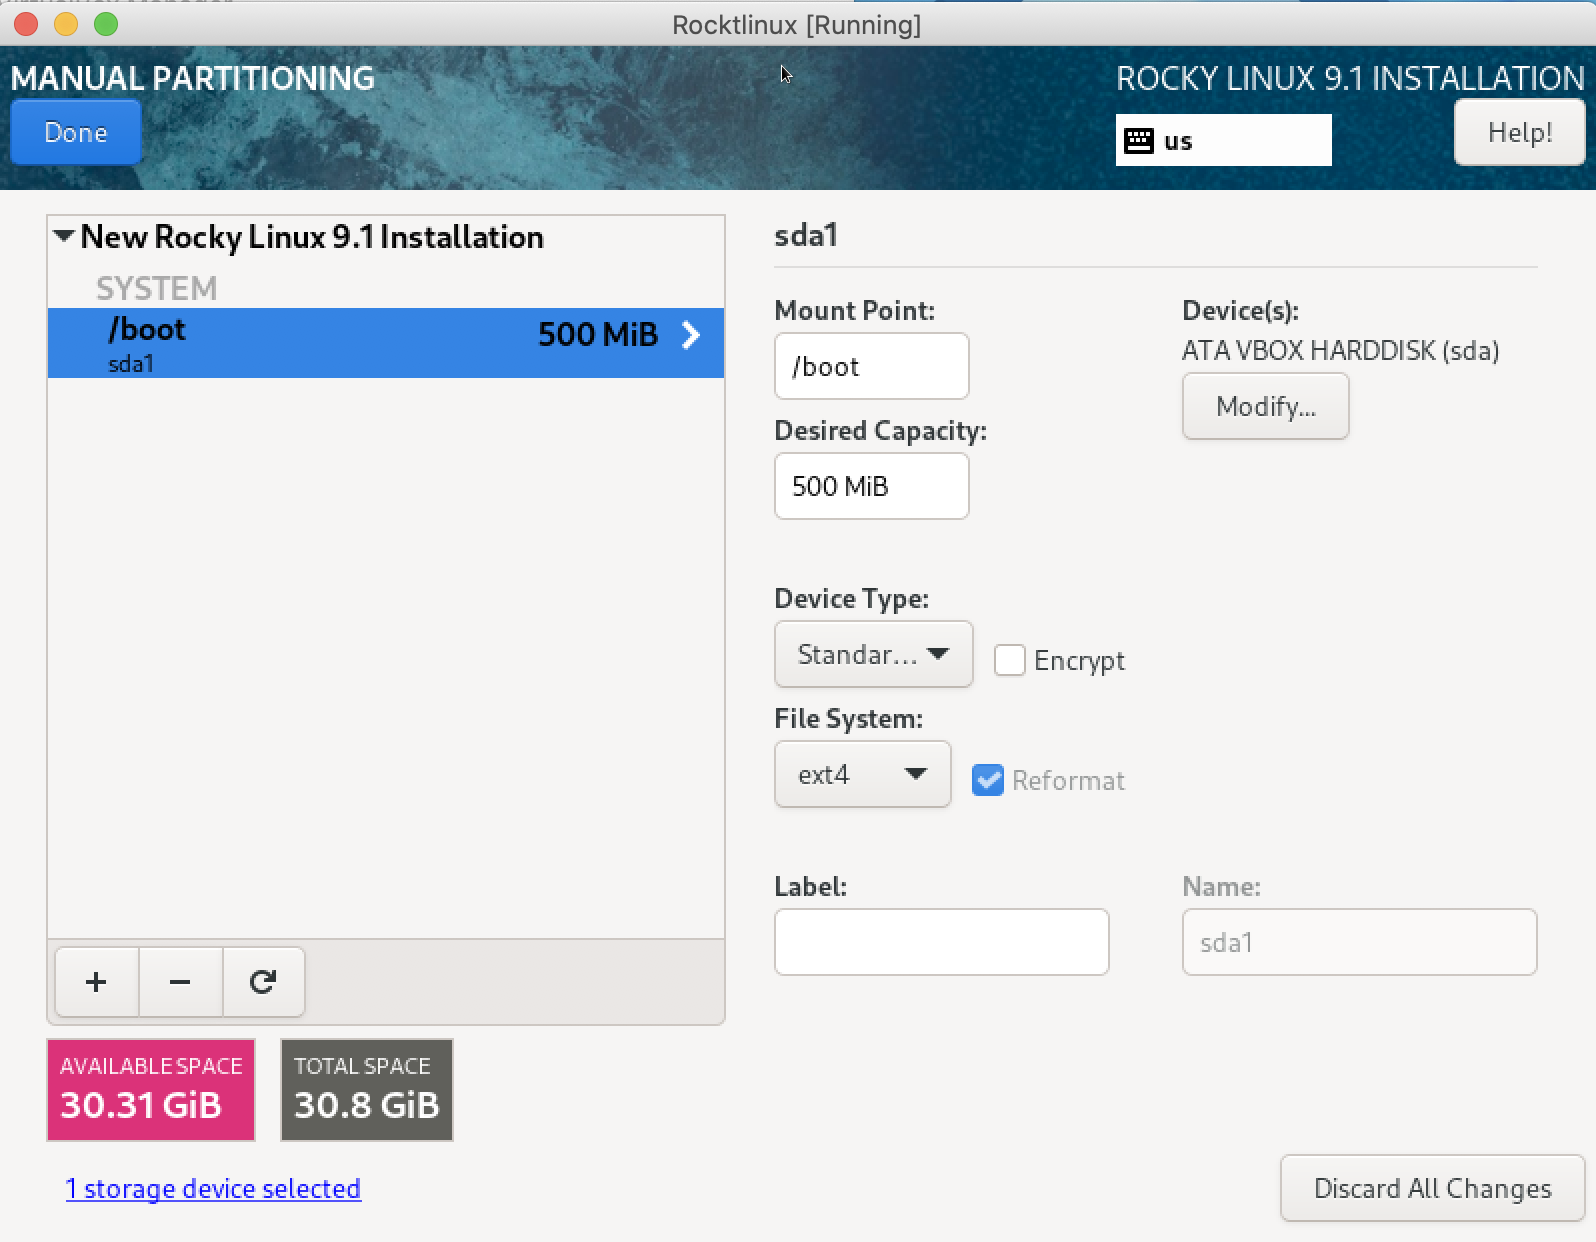 Rocktlinux [Running]
MANUAL PARTITIONING
ROCKY LINUX 9.1 INSTALLATION
Done
us
Help!
New Rocky Linux 9.1 Installation
SYSTEM
/boot
500 MiB
sda1
sda1
Mount Point:
/boot
Device(s):
ATA VBOX HARDDISK (sda)
Modify...
Desired Capacity:
500 MiB
Device Type:
Standar...
Encrypt
File System:
ext4
Reformat
Label:
Name:
sda1
+ −
AVAILABLE SPACE
30.31 GiB
TOTAL SPACE
30.8 GiB
1 storage device selected
Discard All Changes